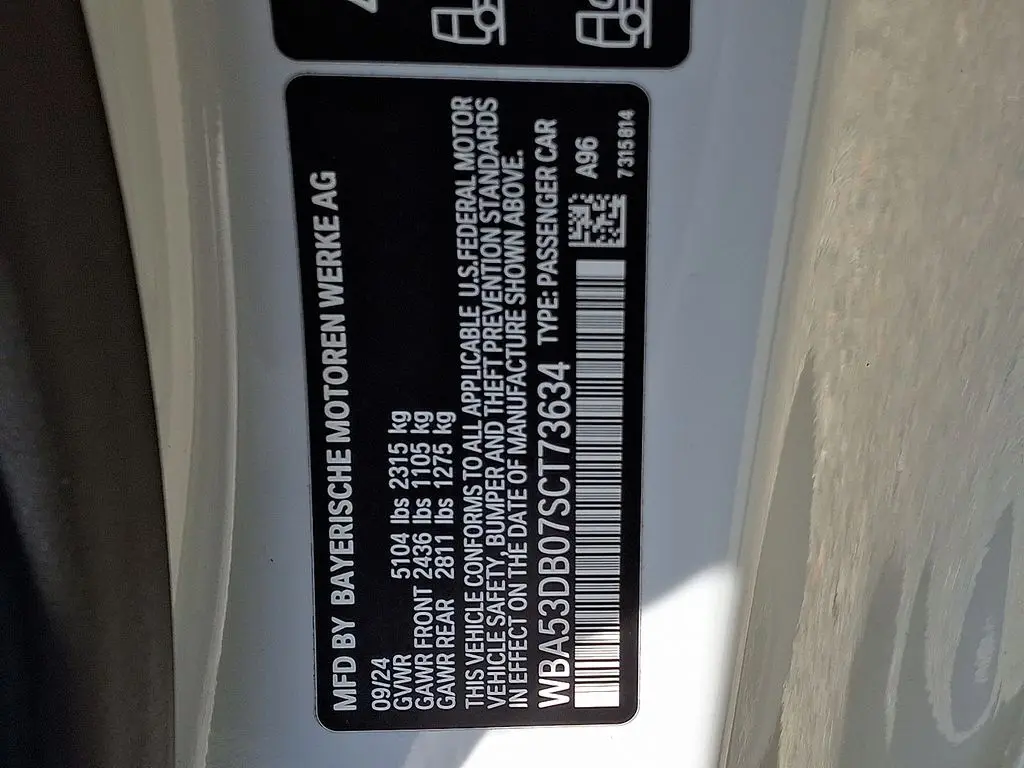 MFD BY BAYERISCHE MOTOREN WERKE AG
09/24
GVWR 5104 lbs 2315 kg
GAWR FRONT 2436 lbs 1105 kg
GAWR REAR 2811 lbs 1275 kg
THIS VEHICLE CONFORMS TO ALL APPLICABLE U.S.FEDERAL MOTOR
VEHICLE SAFETY, BUMPER AND THEFT PREVENTION STANDARDS
IN EFFECT ON THE DATE OF MANUFACTURE SHOWN ABOVE.
WBA53DB07SCT73634 TYPE: PASSENGER CAR
A96
7315814